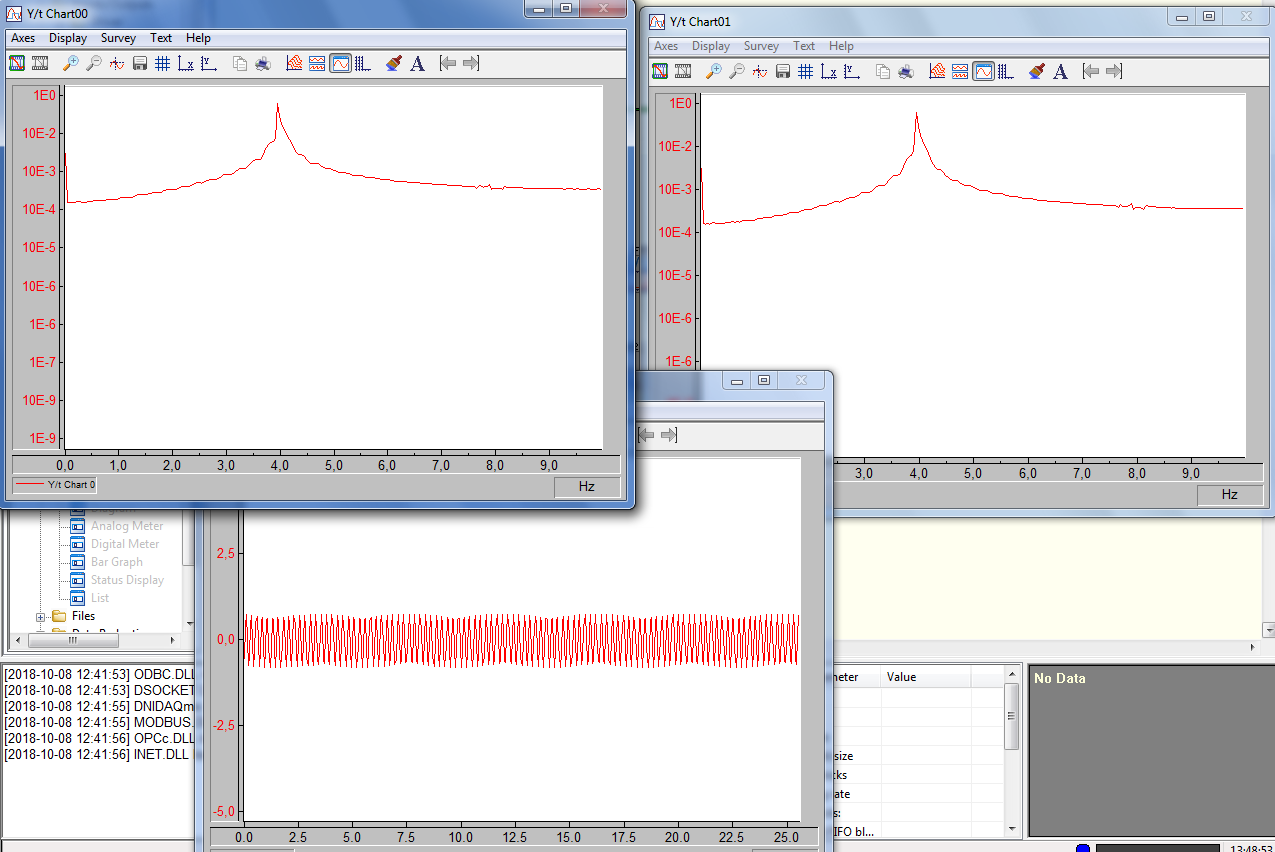 Y/t Chart00
Axes Display Survey Text Help
1E0
10E-2
10E-3
10E-4
10E-5
10E-6
1E-6
1E-7
10E-9
1E-9
0,0 1,0 2,0 3,0 4,0 5,0 6,0 7,0 8,0 9,0
Y/t Chart 0
Hz
Y/t Chart01
Axes Display Survey Text Help
1E0
10E-2
10E-3
10E-4
10E-5
10E-6
1E-6
3,0 4,0 5,0 6,0 7,0 8,0 9,0
Hz
2,5
0,0
-2,5
-5,0
0.0 2.5 5.0 7.5 10.0 12.5 15.0 17.5 20.0 22.5 25.0
Analog Meter
Digital Meter
Bar Graph
Status Display
List
Files
[2018-10-08 12:41:53] ODBC.DLL
[2018-10-08 12:41:53] DSOCKET
[2018-10-08 12:41:55] DNIDAQm
[2018-10-08 12:41:55] MODBUS.
[2018-10-08 12:41:56] OPCc.DLL
[2018-10-08 12:41:56] INET.DLL
meter Value
size
cks
ate
s:
IFO bl...
No Data
13:48:53